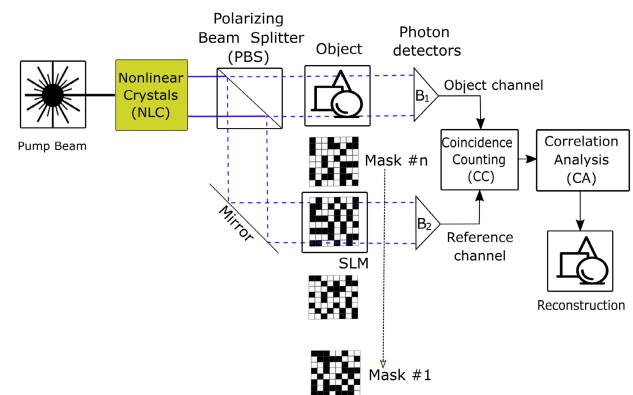 Polarizing
Beam Splitter
(PBS)
Object
Photon
detectors
Nonlinear
Crystals
(NLC)
Pump Beam
B1
Object channel
Coincidence
Counting
(CC)
Correlation
Analysis
(CA)
Mask #n
Mirror
B2
Reference
channel
SLM
Reconstruction
Mask #1